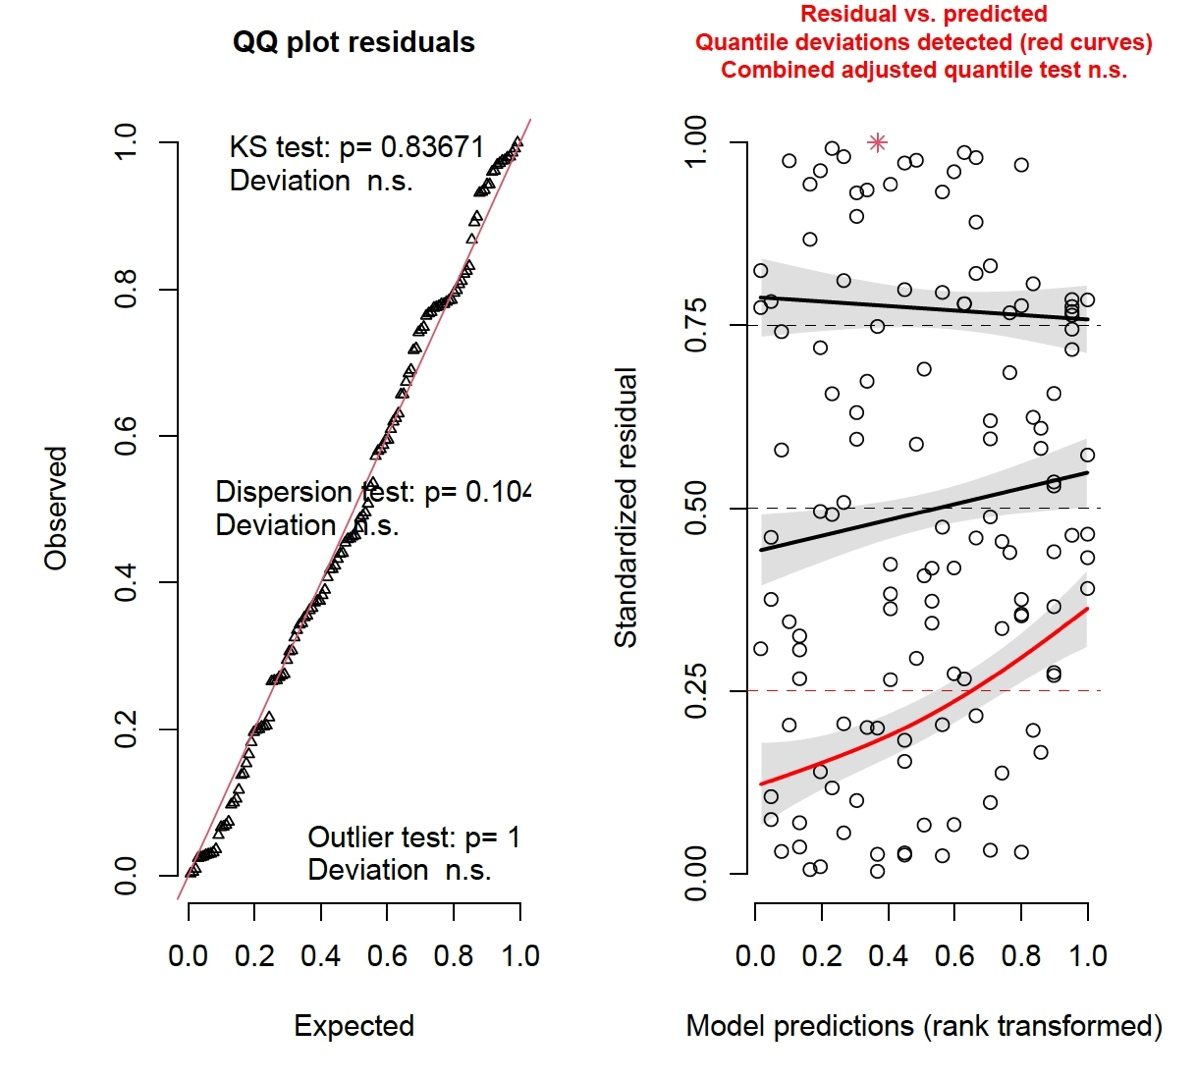 QQ plot residuals
KS test: p= 0.83671
Deviation n.s.
Dispersion test: p= 0.104
Deviation n.s.
Outlier test: p= 1
Deviation n.s.
Observed
1.0
0.8
0.6
0.4
0.2
0.0
0.0 0.2 0.4 0.6 0.8 1.0
Expected
Residual vs. predicted
Quantile deviations detected (red curves)
Combined adjusted quantile test n.s.
Standardized residual
1.00
0.75
0.50
0.25
0.00
0.0 0.2 0.4 0.6 0.8 1.0
Model predictions (rank transformed)